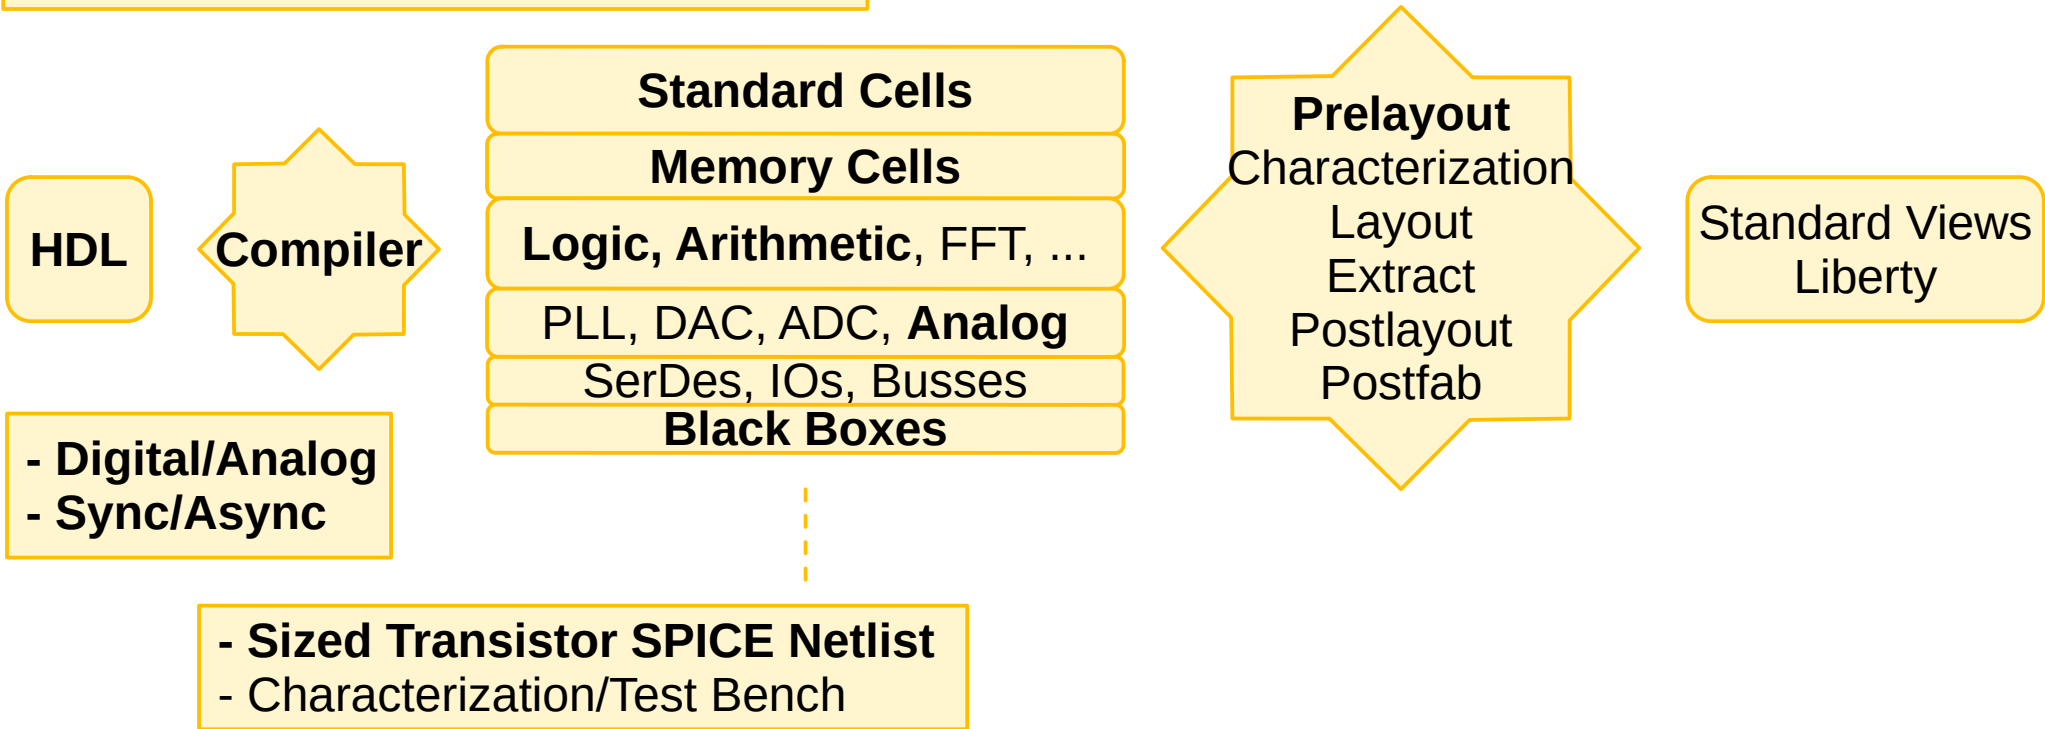 HDL
Compiler
Standard Cells
Memory Cells
Logic, Arithmetic, FFT, ...
PLL, DAC, ADC, Analog
SerDes, IOs, Busses
Black Boxes
Prelayout
Characterization
Layout
Extract
Postlayout
Postfab
Standard Views
Liberty
- Digital/Analog
- Sync/Async
- Sized Transistor SPICE Netlist
- Characterization/Test Bench